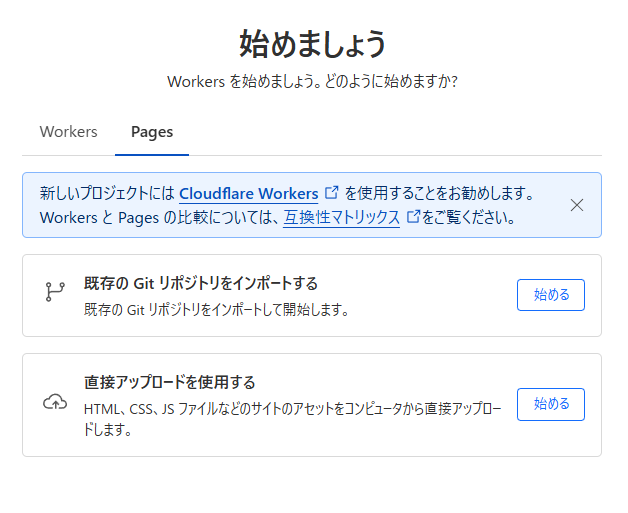 始めましょう
Workers を始めましょう。どのように始めますか?
Workers
Pages
新しいプロジェクトには Cloudflare Workers を使用することをお勧めします。
Workers と Pages の比較については、互換性マトリックス をご覧ください。
既存の Git リポジトリをインポートする
既存の Git リポジトリをインポートして開始します。
始める
直接アップロードを使用する
HTML、CSS、JS ファイルなどのサイトのアセットをコンピュータから直接アップロー
ドします。
始める